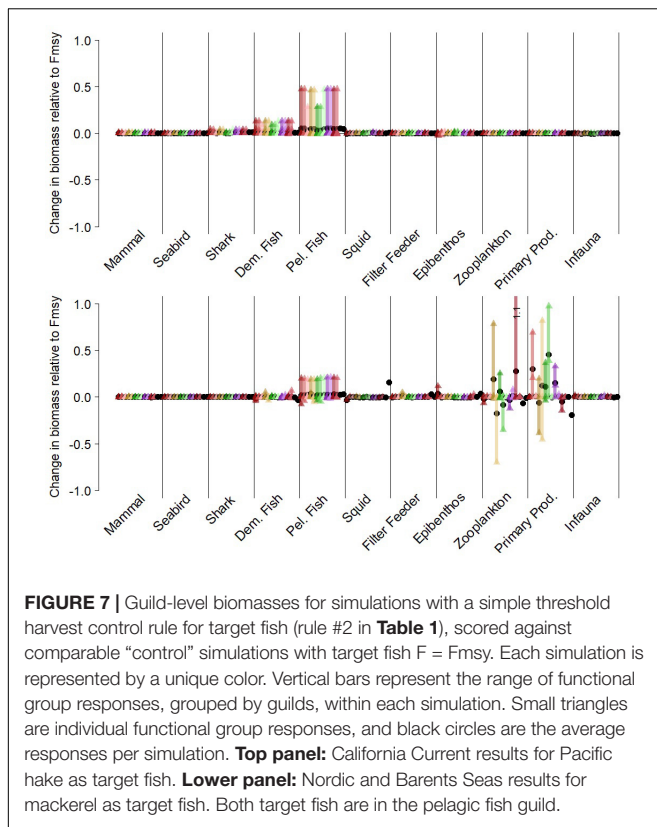 Change in biomass relative to Fmsy
1.0
0.5
0.0
-0.5
-1.0
Mammal
Seabird
Shark
Dem. Fish
Pel. Fish
Squid
Filter Feeder
Epibenthos
Zooplankton
Primary Prod.
Infauna
Change in biomass relative to Fmsy
1.0
0.5
0.0
-0.5
-1.0
Mammal
Seabird
Shark
Dem. Fish
Pel. Fish
Squid
Filter Feeder
Epibenthos
Zooplankton
Primary Prod.
Infauna
FIGURE 7 | Guild-level biomasses for simulations with a simple threshold
harvest control rule for target fish (rule #2 in Table 1), scored against
comparable “control” simulations with target fish F = Fmsy. Each simulation is
represented by a unique color. Vertical bars represent the range of functional
group responses, grouped by guilds, within each simulation. Small triangles
are individual functional group responses, and black circles are the average
responses per simulation. Top panel: California Current results for Pacific
hake as target fish. Lower panel: Nordic and Barents Seas results for
mackerel as target fish. Both target fish are in the pelagic fish guild.